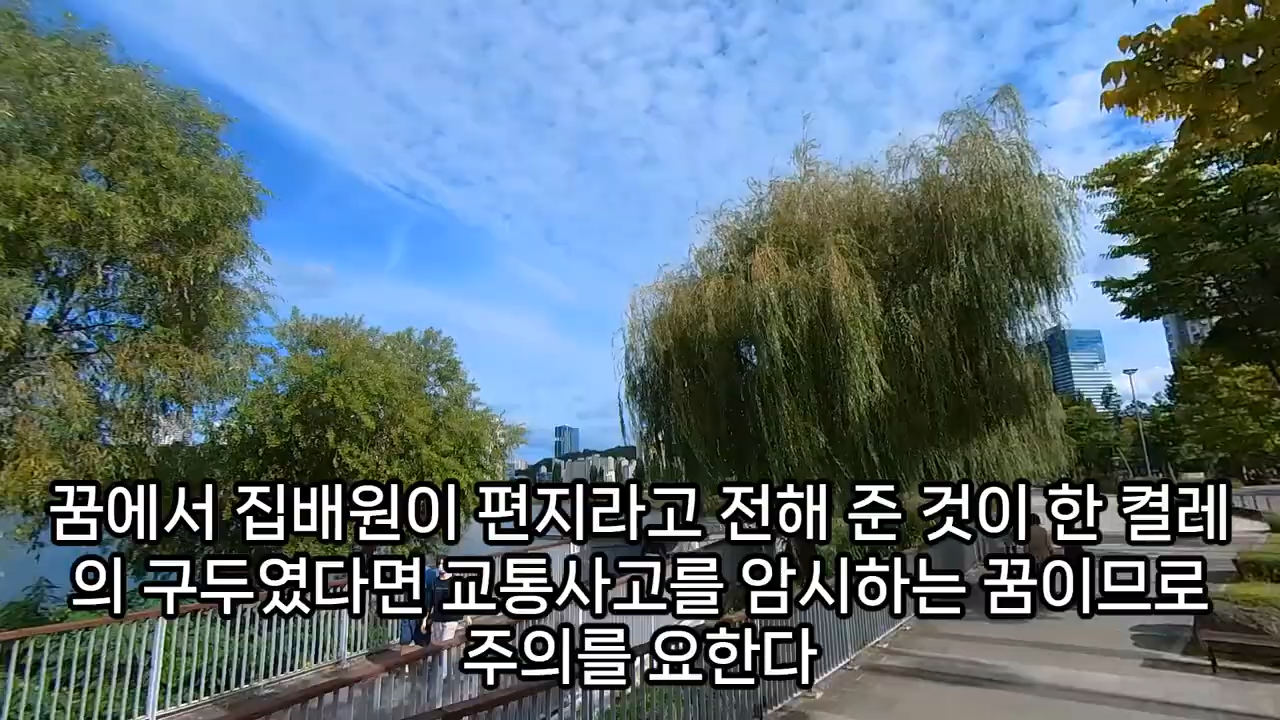 꿈에서 집배원이 편지라고 전해 준 것이 한 켤레
의 구두였다면 교통사고를 암시하는 꿈이므로
주의를 요한다